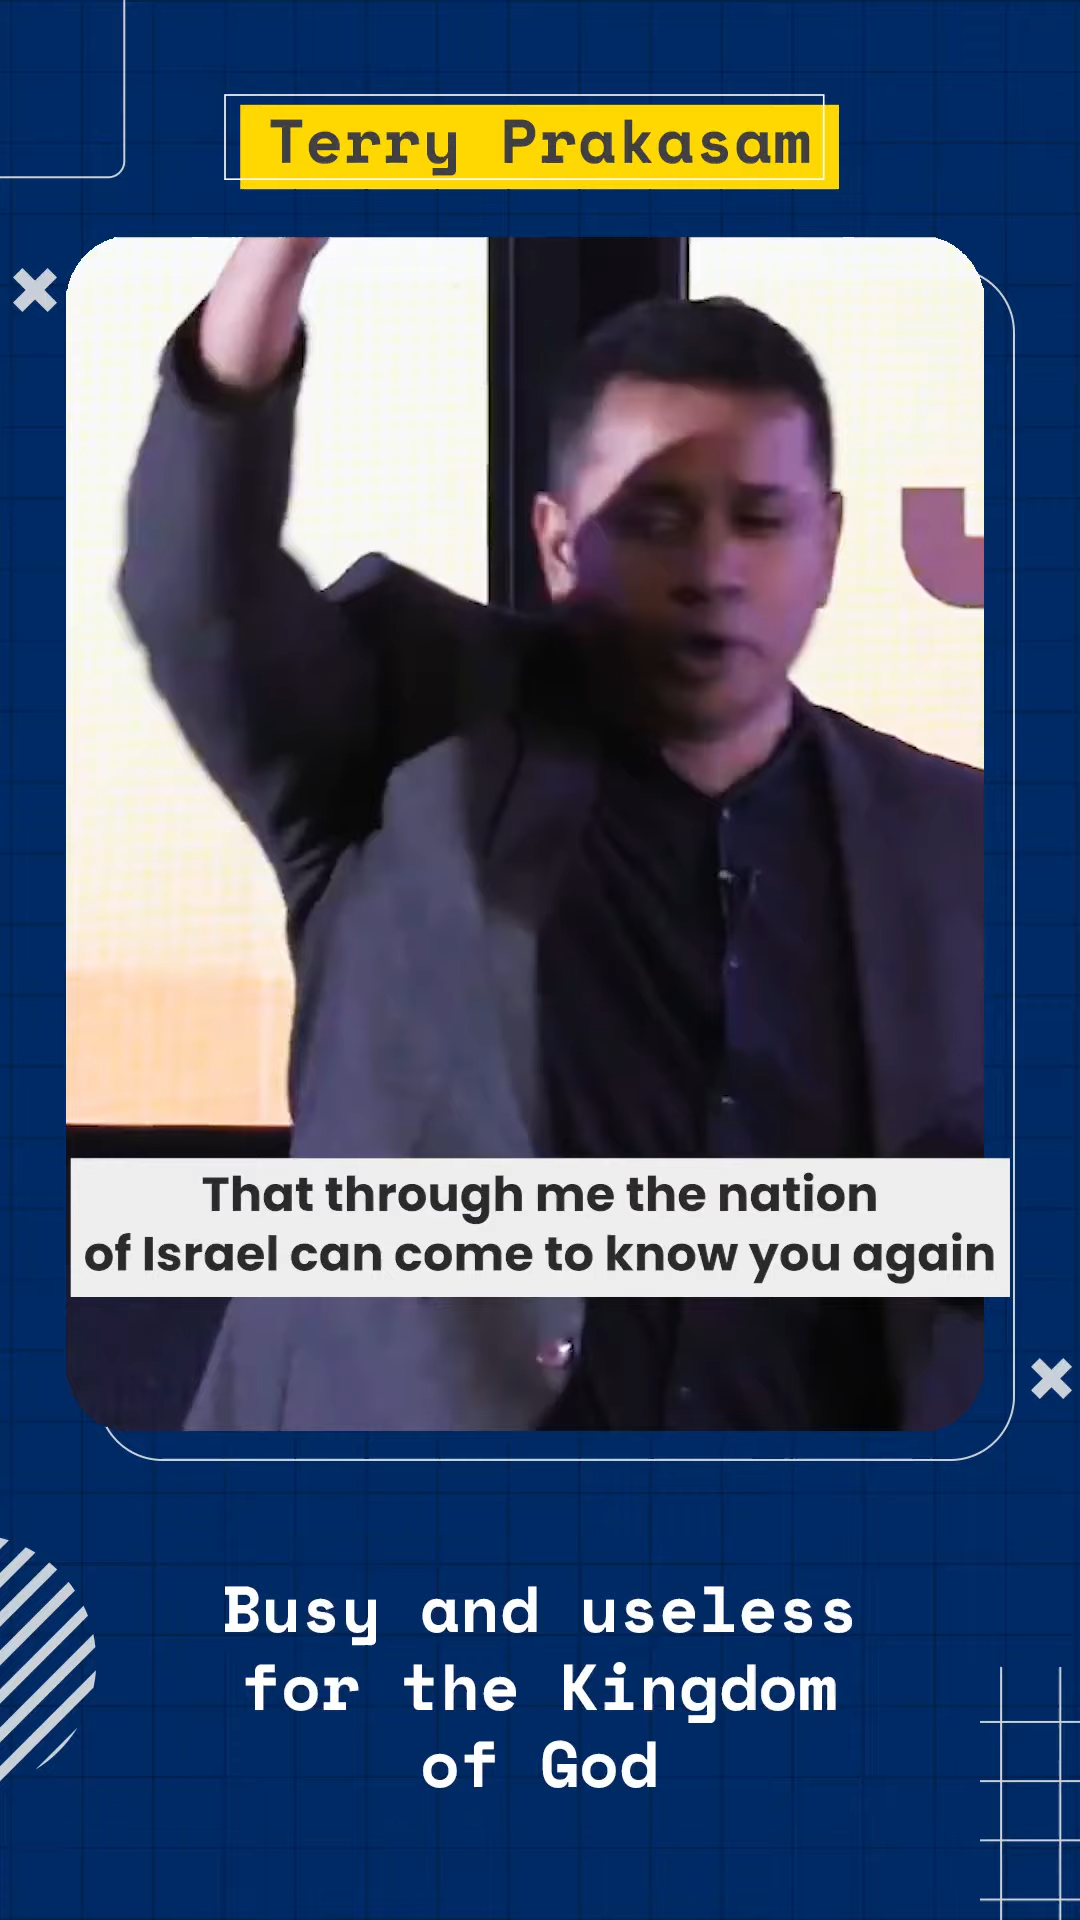 Terry Prakasam
That through me the nation
of Israel can come to know you again
Busy and useless
for the Kingdom
of God